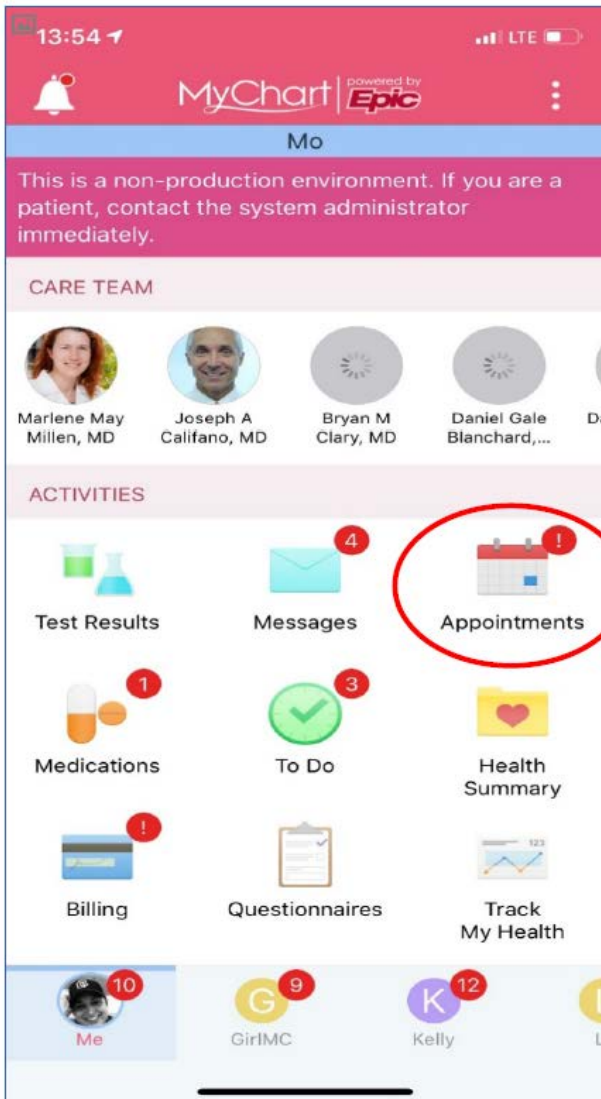 13:54
LTE
MyChart powered by Epic
Mo
This is a non-production environment. If you are a
patient, contact the system administrator
immediately.
CARE TEAM
Marlene May
Millen, MD
Joseph A
Califano, MD
Bryan M
Clary, MD
Daniel Gale
Blanchard,...
ACTIVITIES
Test Results
4
Messages
!
Appointments
1
Medications
3
To Do
Health
Summary
!
Billing
Questionnaires
123
Track
My Health
10
Me
G
9
GirlMC
K
12
Kelly